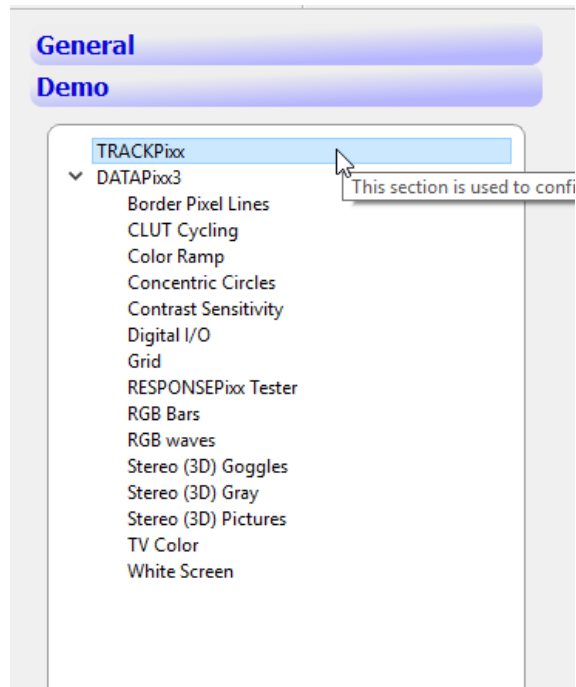 General
Demo
TRACKPixx
This section is used to confi
DATAPixx3
Border Pixel Lines
CLUT Cycling
Color Ramp
Concentric Circles
Contrast Sensitivity
Digital I/O
Grid
RESPONSEPixx Tester
RGB Bars
RGB waves
Stereo (3D) Goggles
Stereo (3D) Gray
Stereo (3D) Pictures
TV Color
White Screen